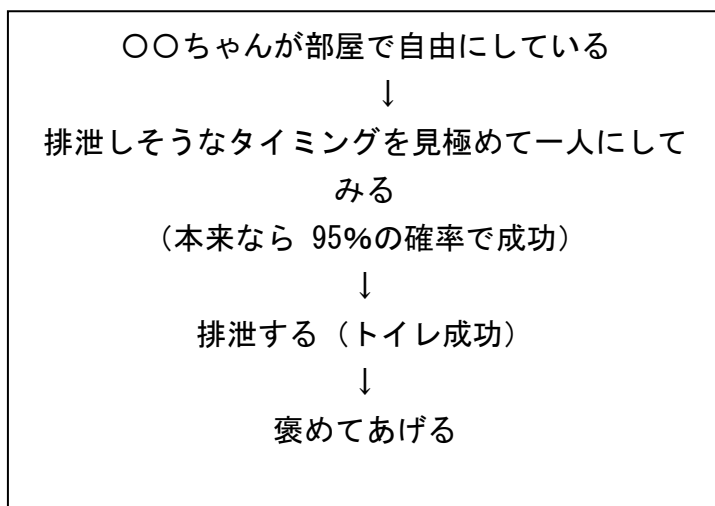 〇〇ちゃんが部屋で自由にしている
↓
排泄しそうなタイミングを見極めて一人にして
みる
（本来なら 95%の確率で成功）
↓
排泄する（トイレ成功）
↓
褒めてあげる